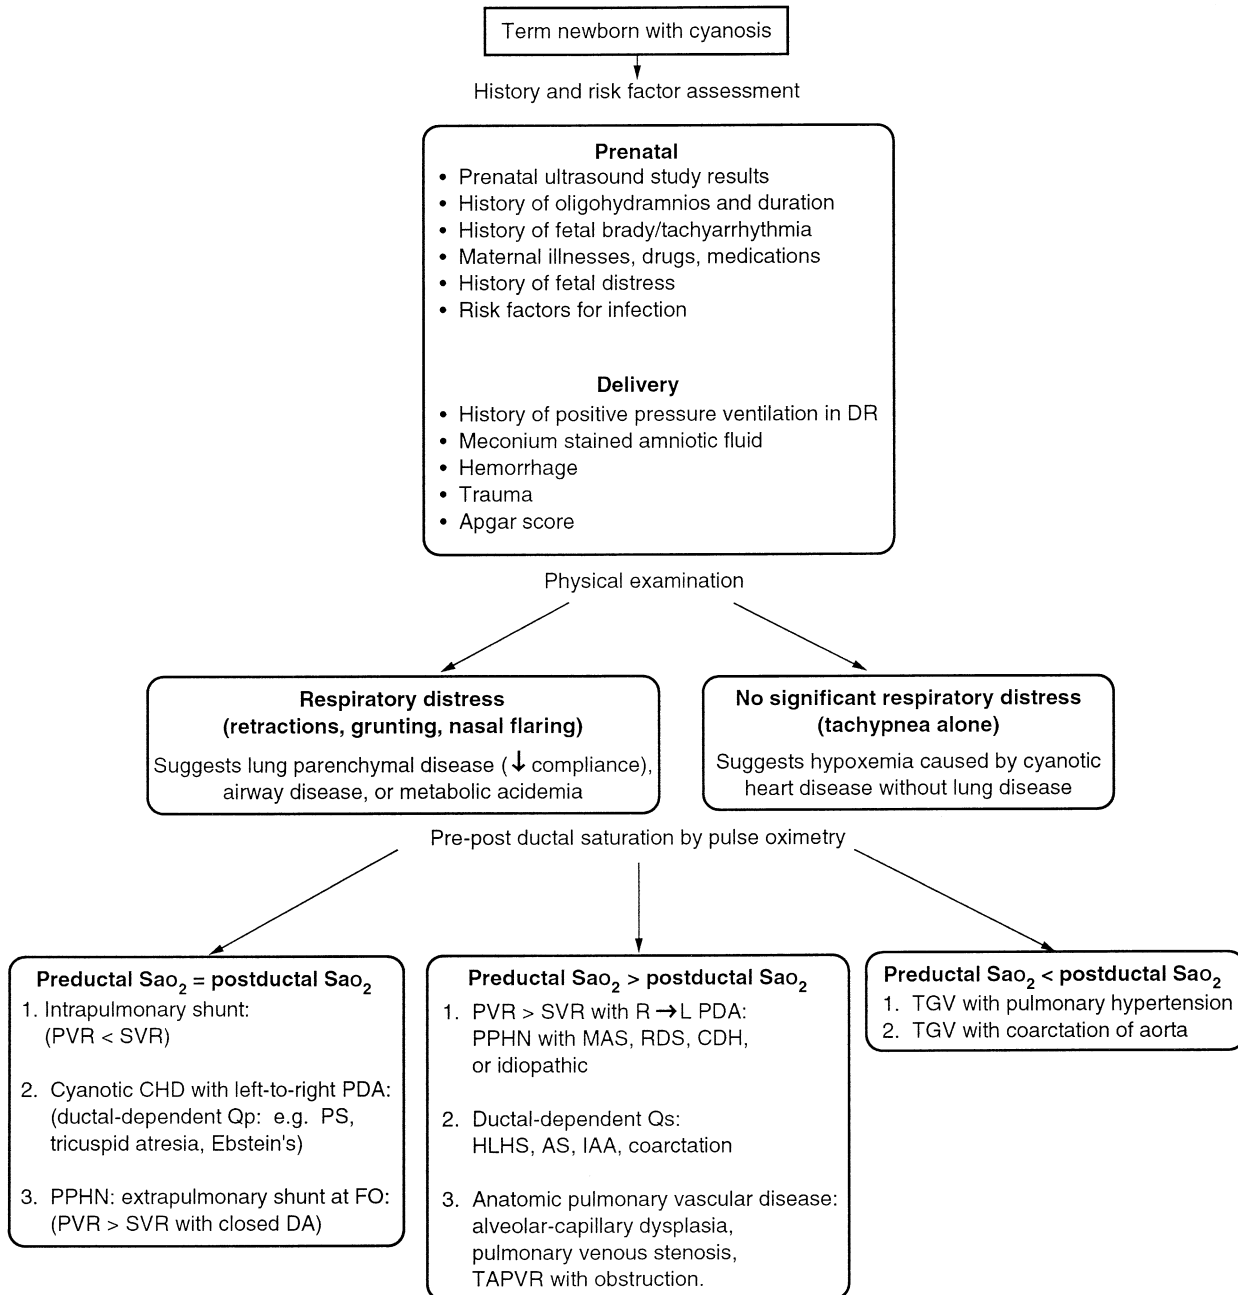 Term newborn with cyanosis
History and risk factor assessment
Prenatal
• Prenatal ultrasound study results
• History of oligohydramnios and duration
• History of fetal brady/tachyarrhythmia
• Maternal illnesses, drugs, medications
• History of fetal distress
• Risk factors for infection
Delivery
• History of positive pressure ventilation in DR
• Meconium stained amniotic fluid
• Hemorrhage
• Trauma
• Apgar score
Physical examination
Respiratory distress
(retractions, grunting, nasal flaring)
Suggests lung parenchymal disease (↓ compliance),
airway disease, or metabolic acidemia
No significant respiratory distress
(tachypnea alone)
Suggests hypoxemia caused by cyanotic
heart disease without lung disease
Pre-post ductal saturation by pulse oximetry
Preductal SaO₂ = postductal SaO₂
1. Intrapulmonary shunt:
(PVR < SVR)
2. Cyanotic CHD with left-to-right PDA:
(ductal-dependent Qp: e.g. PS,
tricuspid atresia, Ebstein's)
3. PPHN: extrapulmonary shunt at FO:
(PVR > SVR with closed DA)
Preductal SaO₂ > postductal SaO₂
1. PVR > SVR with R → L PDA:
PPHN with MAS, RDS, CDH,
or idiopathic
2. Ductal-dependent Qs:
HLHS, AS, IAA, coarctation
3. Anatomic pulmonary vascular disease:
alveolar-capillary dysplasia,
pulmonary venous stenosis,
TAPVR with obstruction.
Preductal SaO₂ < postductal SaO₂
1. TGV with pulmonary hypertension
2. TGV with coarctation of aorta